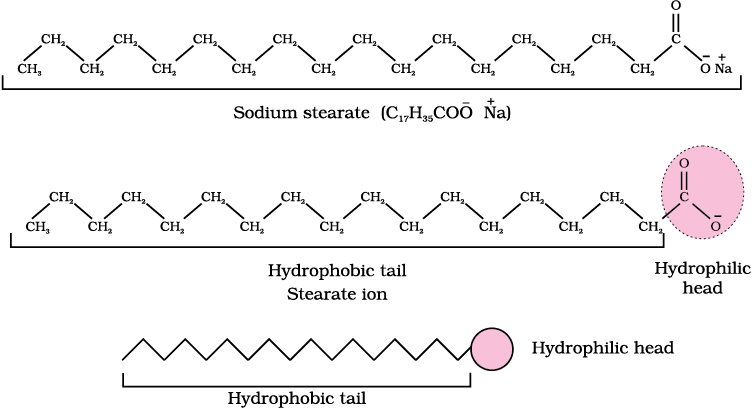 O
CH₂ CH₂ CH₂ CH₂ CH₂ CH₂ CH₂ CH₂ C
CH₃ CH₂ CH₂ CH₂ CH₂ CH₂ CH₂ CH₂ CH₂ O⁻ Na⁺
Sodium stearate (C₁₇H₃₅COO⁻ Na⁺)
O
CH₂ CH₂ CH₂ CH₂ CH₂ CH₂ CH₂ CH₂ C
CH₃ CH₂ CH₂ CH₂ CH₂ CH₂ CH₂ CH₂ CH₂ O⁻
Hydrophobic tail
Stearate ion
Hydrophilic
head
Hydrophilic head
Hydrophobic tail